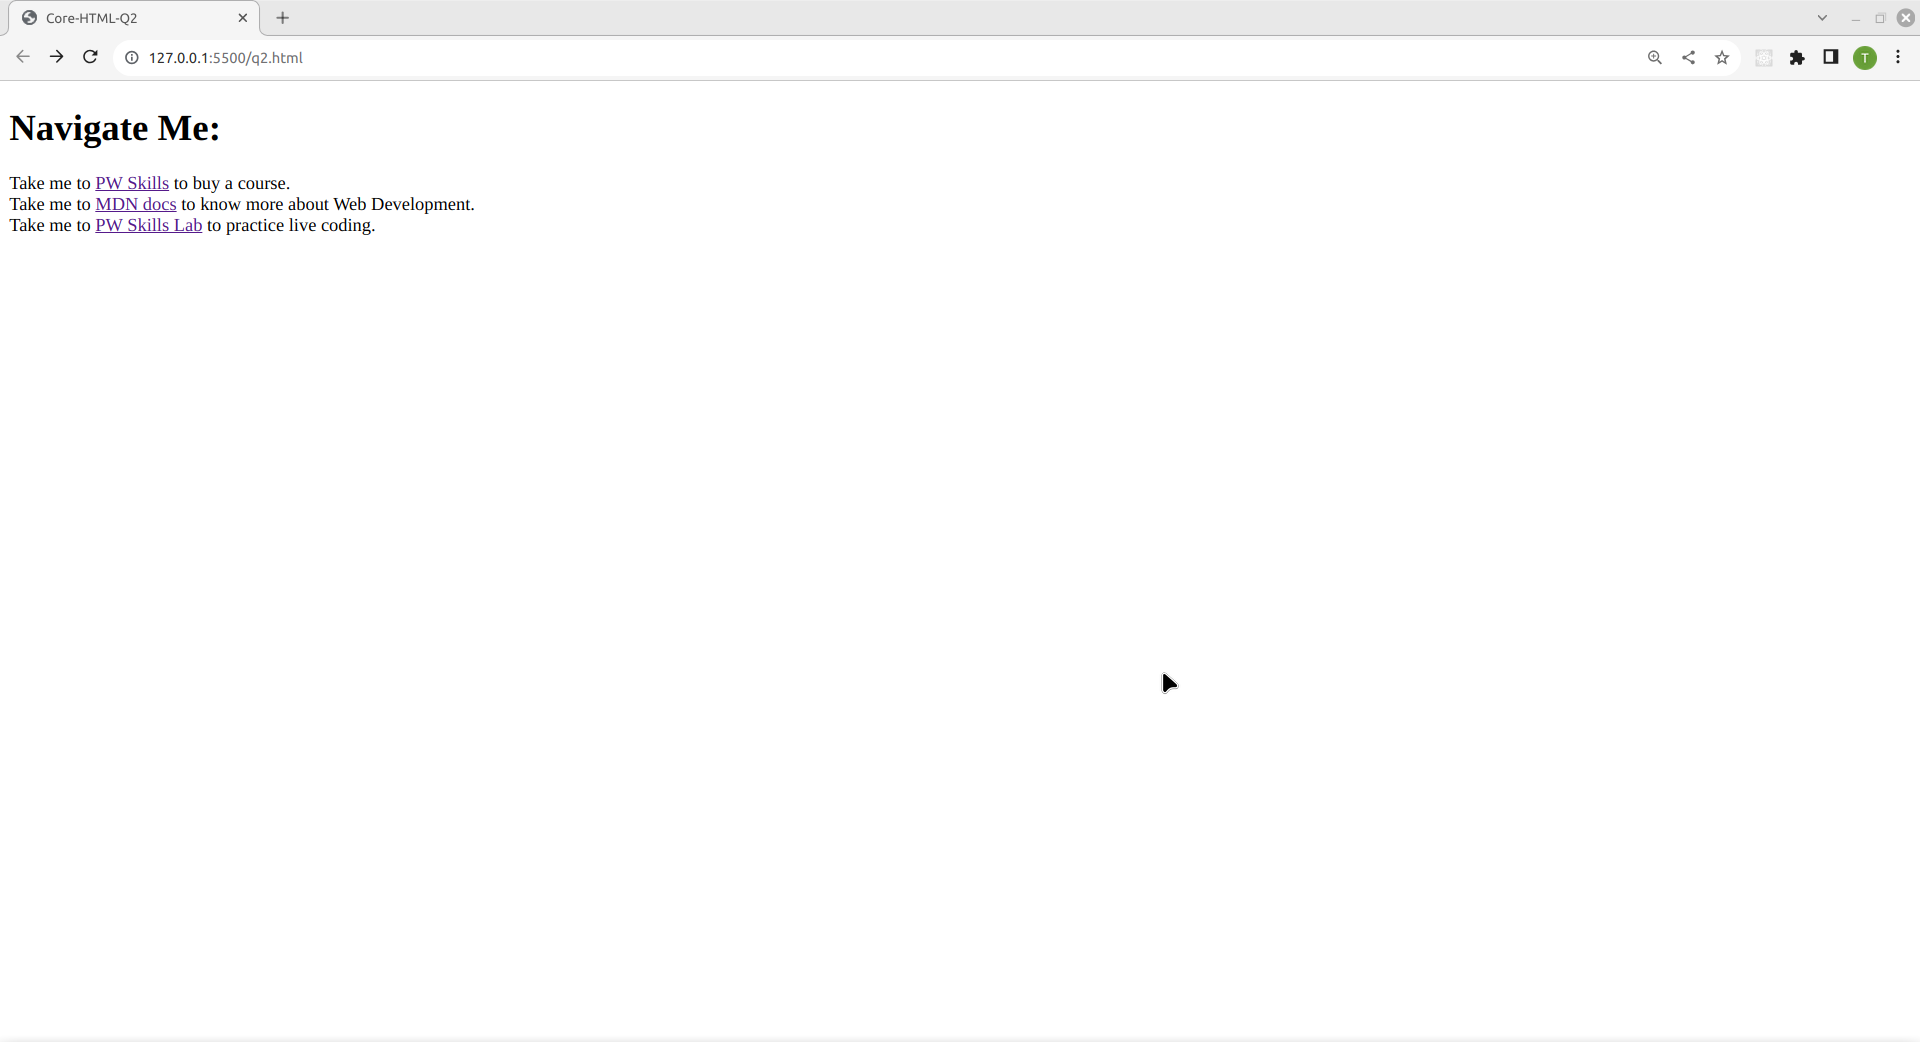 Core-HTML-Q2
127.0.0.1:5500/q2.html
T
Navigate Me:
Take me to PW Skills to buy a course.
Take me to MDN docs to know more about Web Development.
Take me to PW Skills Lab to practice live coding.